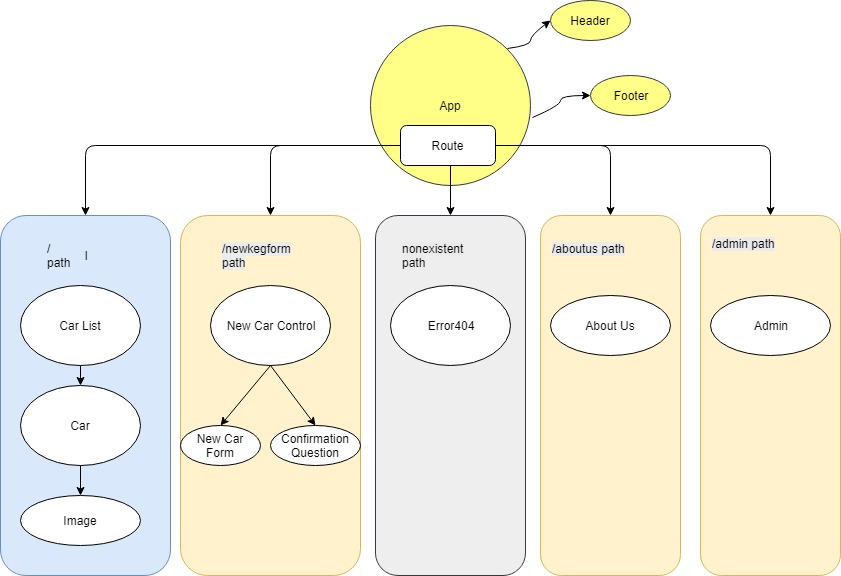 Header
App
Footer
Route
/
path
l
/newkegform
path
nonexistent
path
/aboutus path
/admin path
Car List
New Car Control
Error404
About Us
Admin
Car
New Car
Form
Confirmation
Question
Image